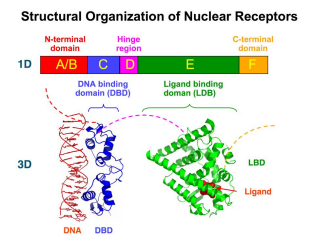 Structural Organization of Nuclear Receptors
N-terminal
domain
Hinge
region
C-terminal
domain
1D
A/B
C
D
E
F
DNA binding
domain (DBD)
Ligand binding
domain (LDB)
3D
LBD
Ligand
DNA
DBD